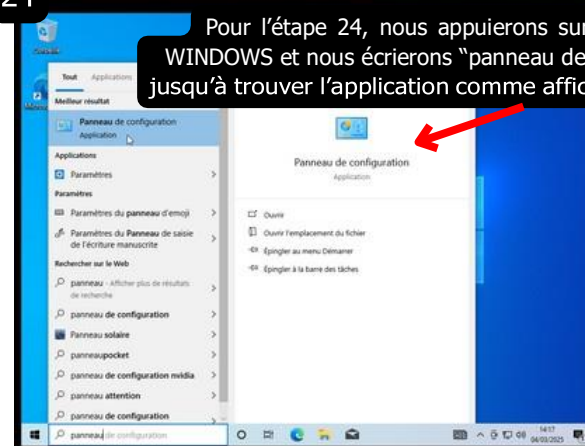 24
Pour l’étape 24, nous appuierons sur
WINDOWS et nous écrierons “panneau de
jusqu’à trouver l’application comme affic
Tout Applications
Meilleur résultat
Panneau de configuration
Application
Applications
Paramètres
Paramètres
Paramètres du panneau d'emoji
Paramètres du Panneau de saisie
de l'écriture manuscrite
Rechercher sur le Web
panneau - Afficher plus de résultats
de recherche
panneau de configuration
Panneau solaire
panneaupocket
panneau de configuration nvidia
panneau attention
panneau de configuration
panneau de configuration
Panneau de configuration
Application
Ouvrir
Ouvrir l'emplacement du fichier
Épingler au menu Démarrer
Épingler à la barre des tâches
14:17
04/03/2025